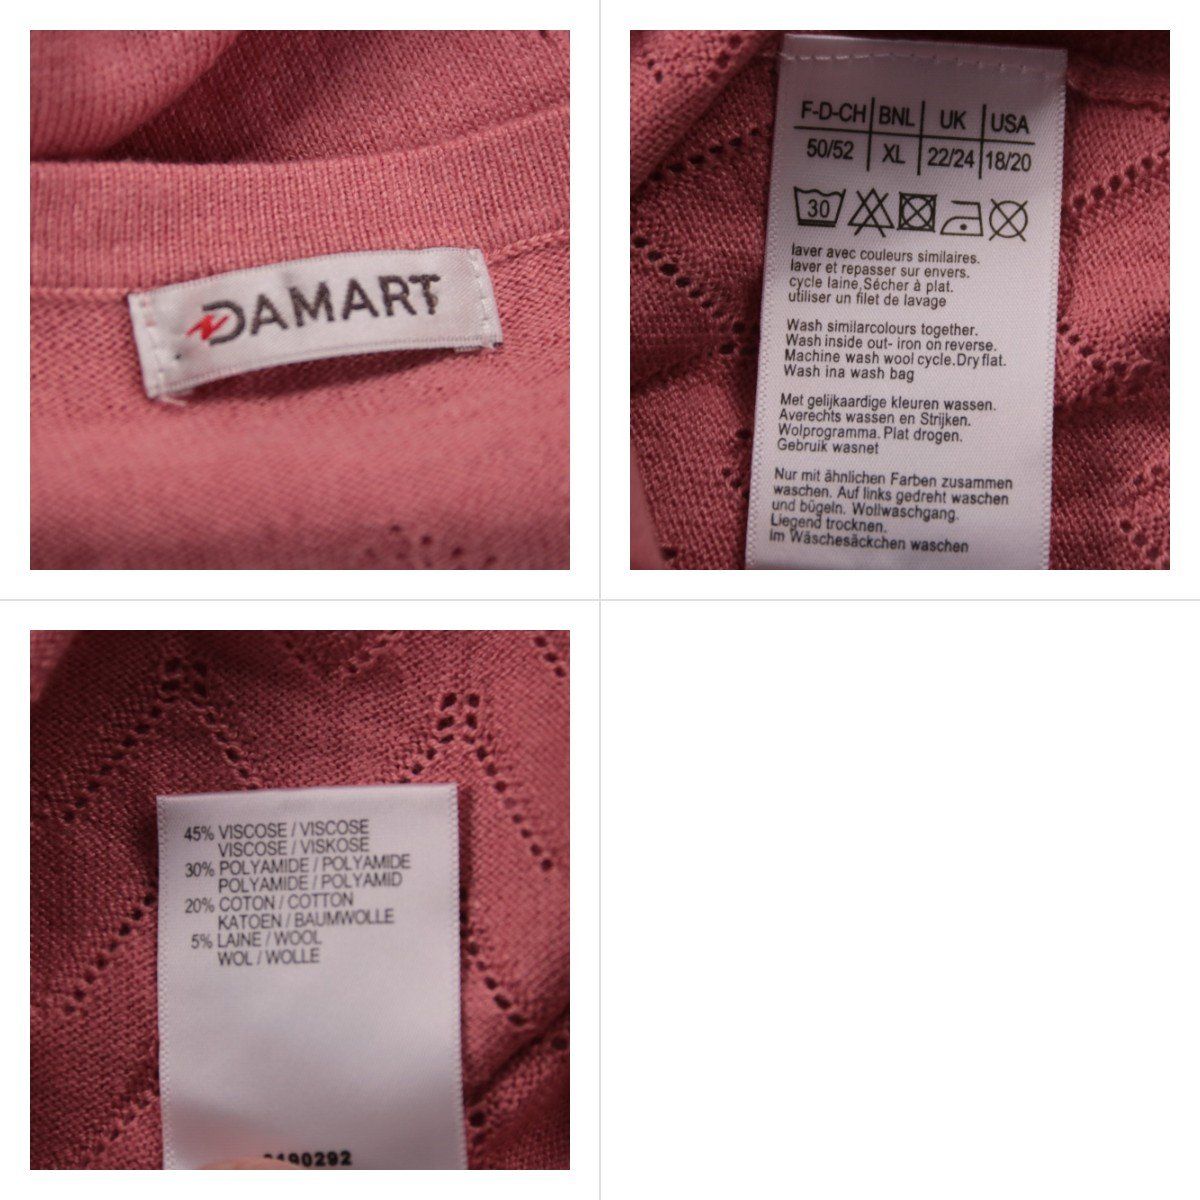 DAMART
F-D-CH BNL UK USA
50/52 XL 22/24 18/20
30
laver avec couleurs similaires.
laver et repasser sur envers.
cycle laine,Sécher à plat.
utiliser un filet de lavage
Wash similarcolours together.
Wash inside out- iron on reverse.
Machine wash wool cycle.Dry flat.
Wash ina wash bag
Met gelijkaardige kleuren wassen.
Averechts wassen en Strijken.
Wolprogramma. Plat drogen.
Gebruik wasnet
Nur mit ähnlichen Farben zusammen
waschen. Auf links gedreht waschen
und bügeln. Wollwaschgang.
Liegend trocknen.
Im Wäschesäckchen waschen
45% VISCOSE / VISCOSE
VISCOSE / VISKOSE
30% POLYAMIDE / POLYAMIDE
POLYAMIDE / POLYAMID
20% COTON / COTTON
KATOEN / BAUMWOLLE
5% LAINE / WOOL
WOL / WOLLE